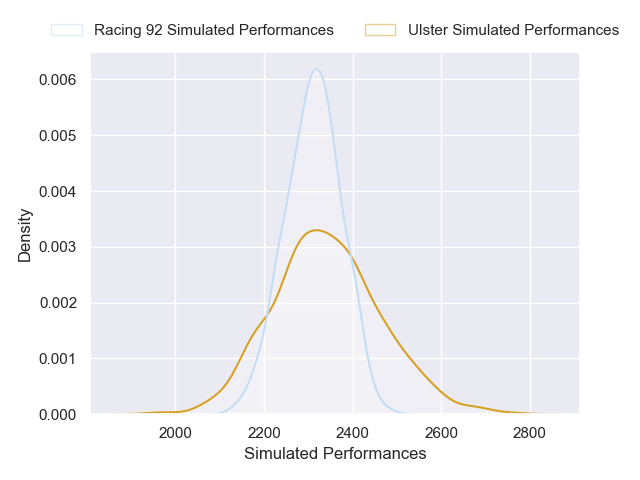 Racing 92 Simulated Performances
Ulster Simulated Performances
0.006
0.005
0.004
0.003
0.002
0.001
0.000
Density
2000 2200 2400 2600 2800
Simulated Performances